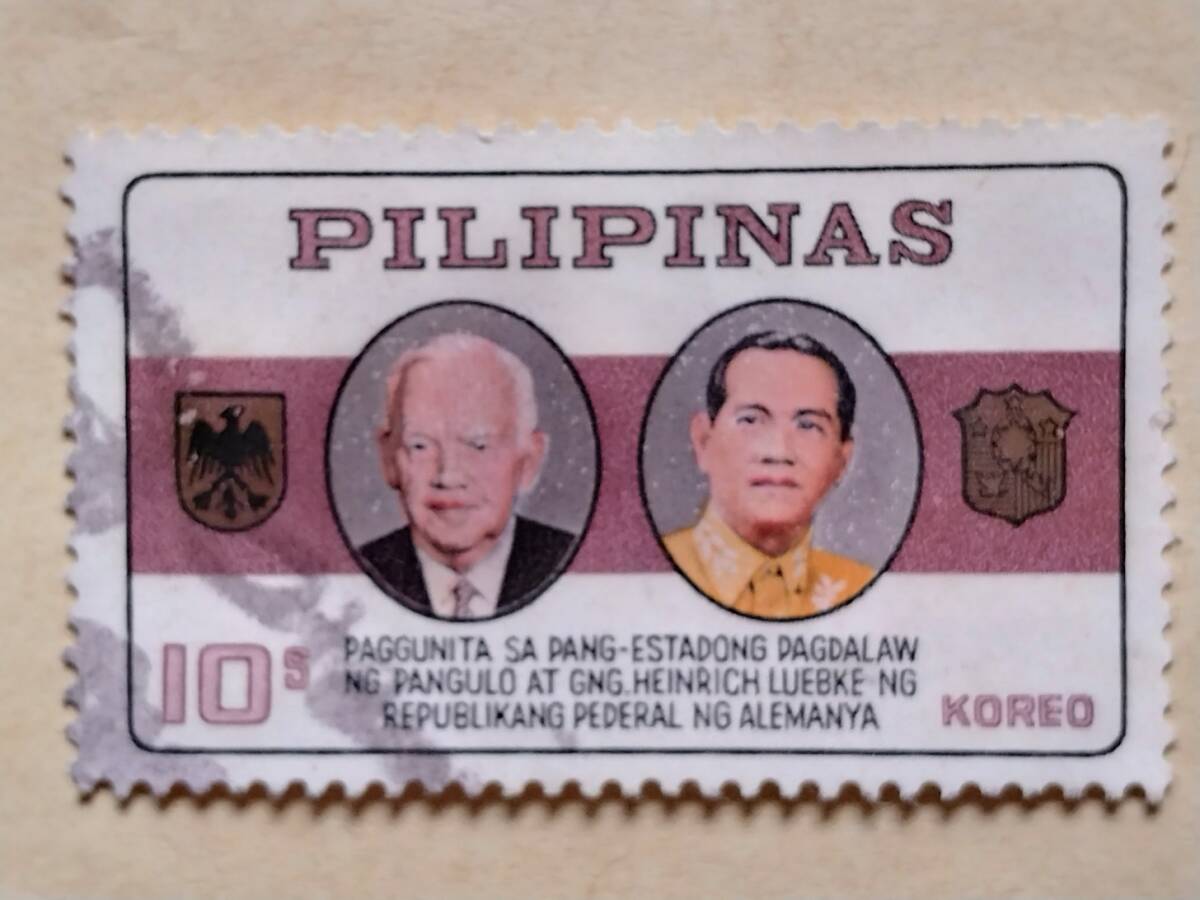 PILIPINAS
10s
PAGGUNITA SA PANG-ESTADONG PAGDALAW
NG PANGULO AT GNG. HEINRICH LUEBKE NG
REPUBLIKANG PEDERAL NG ALEMANYA
KOREO